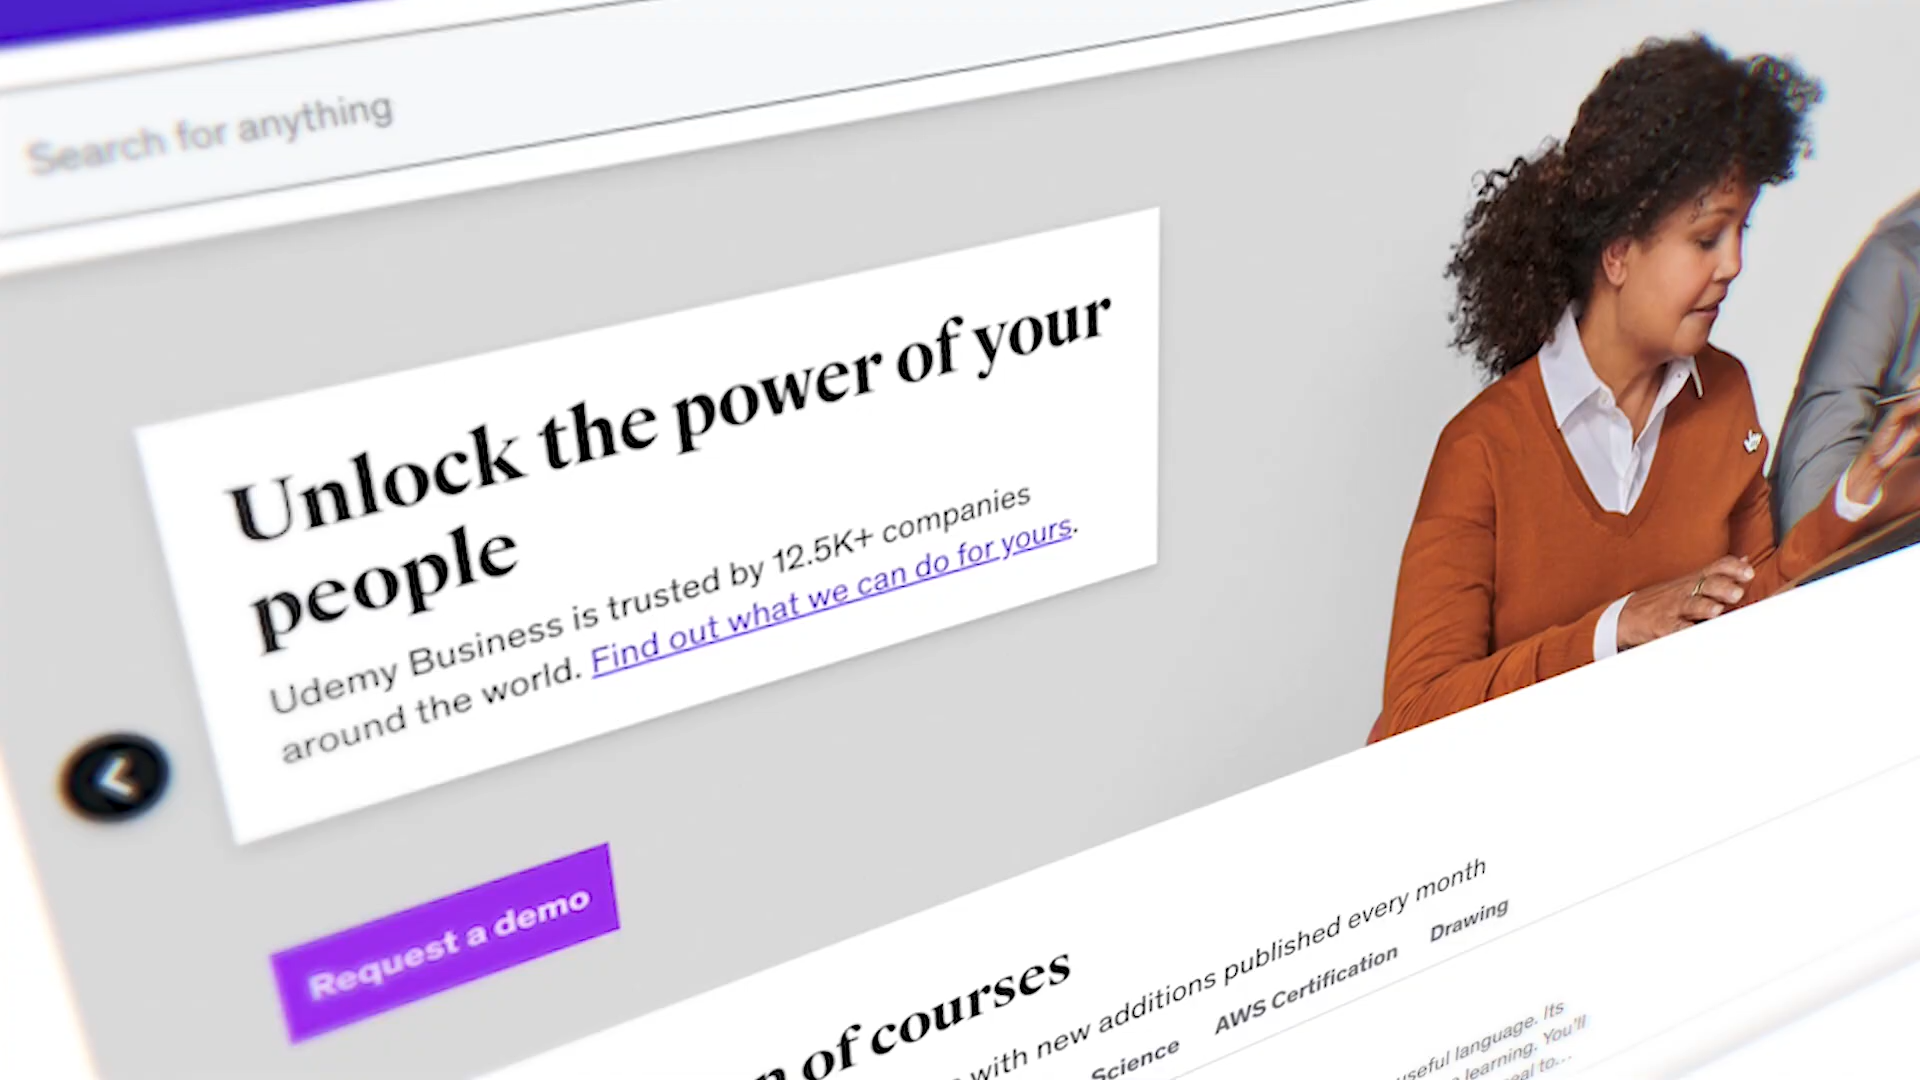 Search for anything
Unlock the power of your
people
Udemy Business is trusted by 12.5K+ companies
around the world. Find out what we can do for yours.
Request a demo
of courses
with new additions published every month
Science AWS Certification Drawing
useful language. Its
learning. You'll
to...